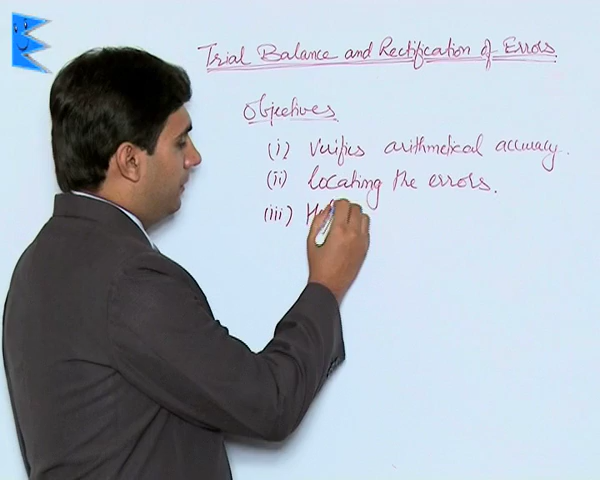 Trial Balance and Rectification of Errors
Objectives
(i) Verifies arithmetical accuracy.
(ii) locating the errors.
(iii)